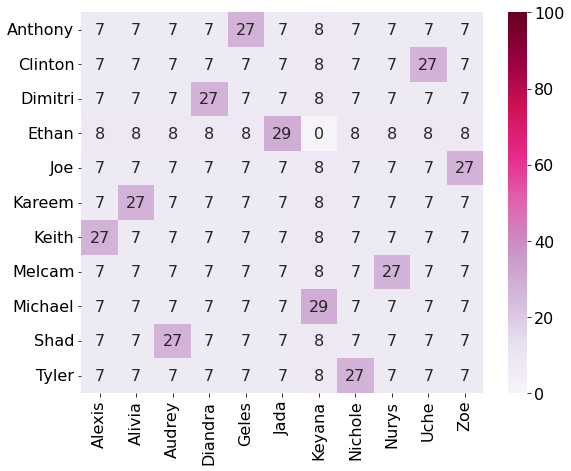 Anthony 7 7 7 7 27 7 8 7 7 7 7
Clinton 7 7 7 7 7 7 8 7 7 27 7
Dimitri 7 7 7 27 7 7 8 7 7 7 7
Ethan 8 8 8 8 8 29 0 8 8 8 8
Joe 7 7 7 7 7 7 8 7 7 7 27
Kareem 7 27 7 7 7 7 8 7 7 7 7
Keith 27 7 7 7 7 7 8 7 7 7 7
Melcam 7 7 7 7 7 7 8 7 27 7 7
Michael 7 7 7 7 7 7 29 7 7 7 7
Shad 7 7 27 7 7 7 8 7 7 7 7
Tyler 7 7 7 7 7 7 8 27 7 7 7
Alexis Alivia Audrey Diandra Geles Jada Keyana Nichole Nurys Uche Zoe
100
80
60
40
20
0